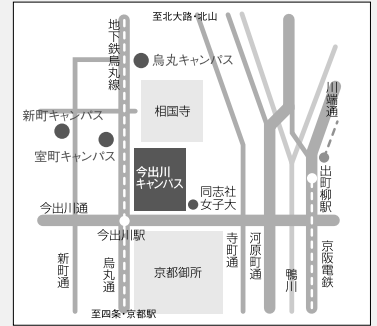 至北大路・北山
地下鉄烏丸線
烏丸キャンパス
川端通
新町キャンパス
相国寺
室町キャンパス
今出川
キャンパス
同志社
女子大
出町柳駅
今出川通
今出川駅
新町通
烏丸通
京都御所
寺町通
河原町通
鴨川
京阪電鉄
至四条・京都駅